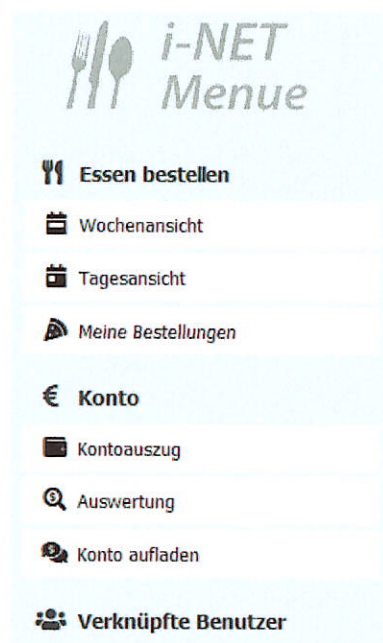 i-NET
Menue
Essen bestellen
Wochenansicht
Tagesansicht
Meine Bestellungen
€ Konto
Kontoauszug
Auswertung
Konto aufladen
Verknüpfte Benutzer